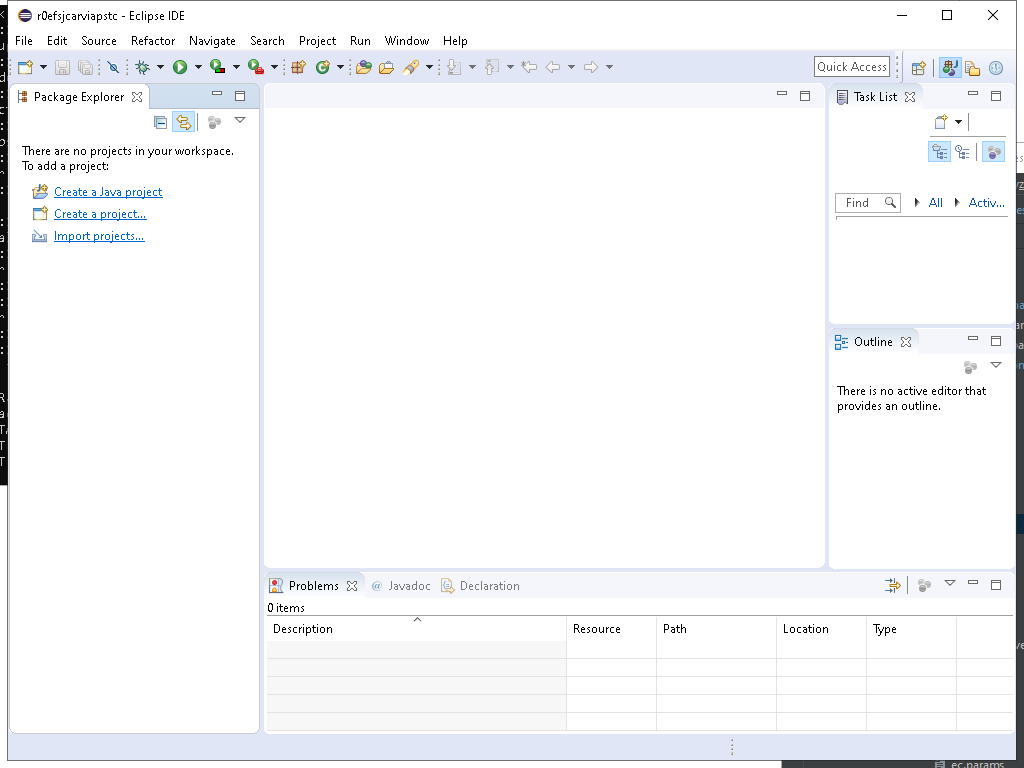 r0efsjcarviapstc - Eclipse IDE
File Edit Source Refactor Navigate Search Project Run Window Help
Quick Access
Package Explorer
There are no projects in your workspace.
To add a project:
Create a Java project
Create a project...
Import projects...
Task List
Find All Activ...
Outline
There is no active editor that
provides an outline.
Problems @ Javadoc Declaration
0 items
Description Resource Path Location Type
ec.params